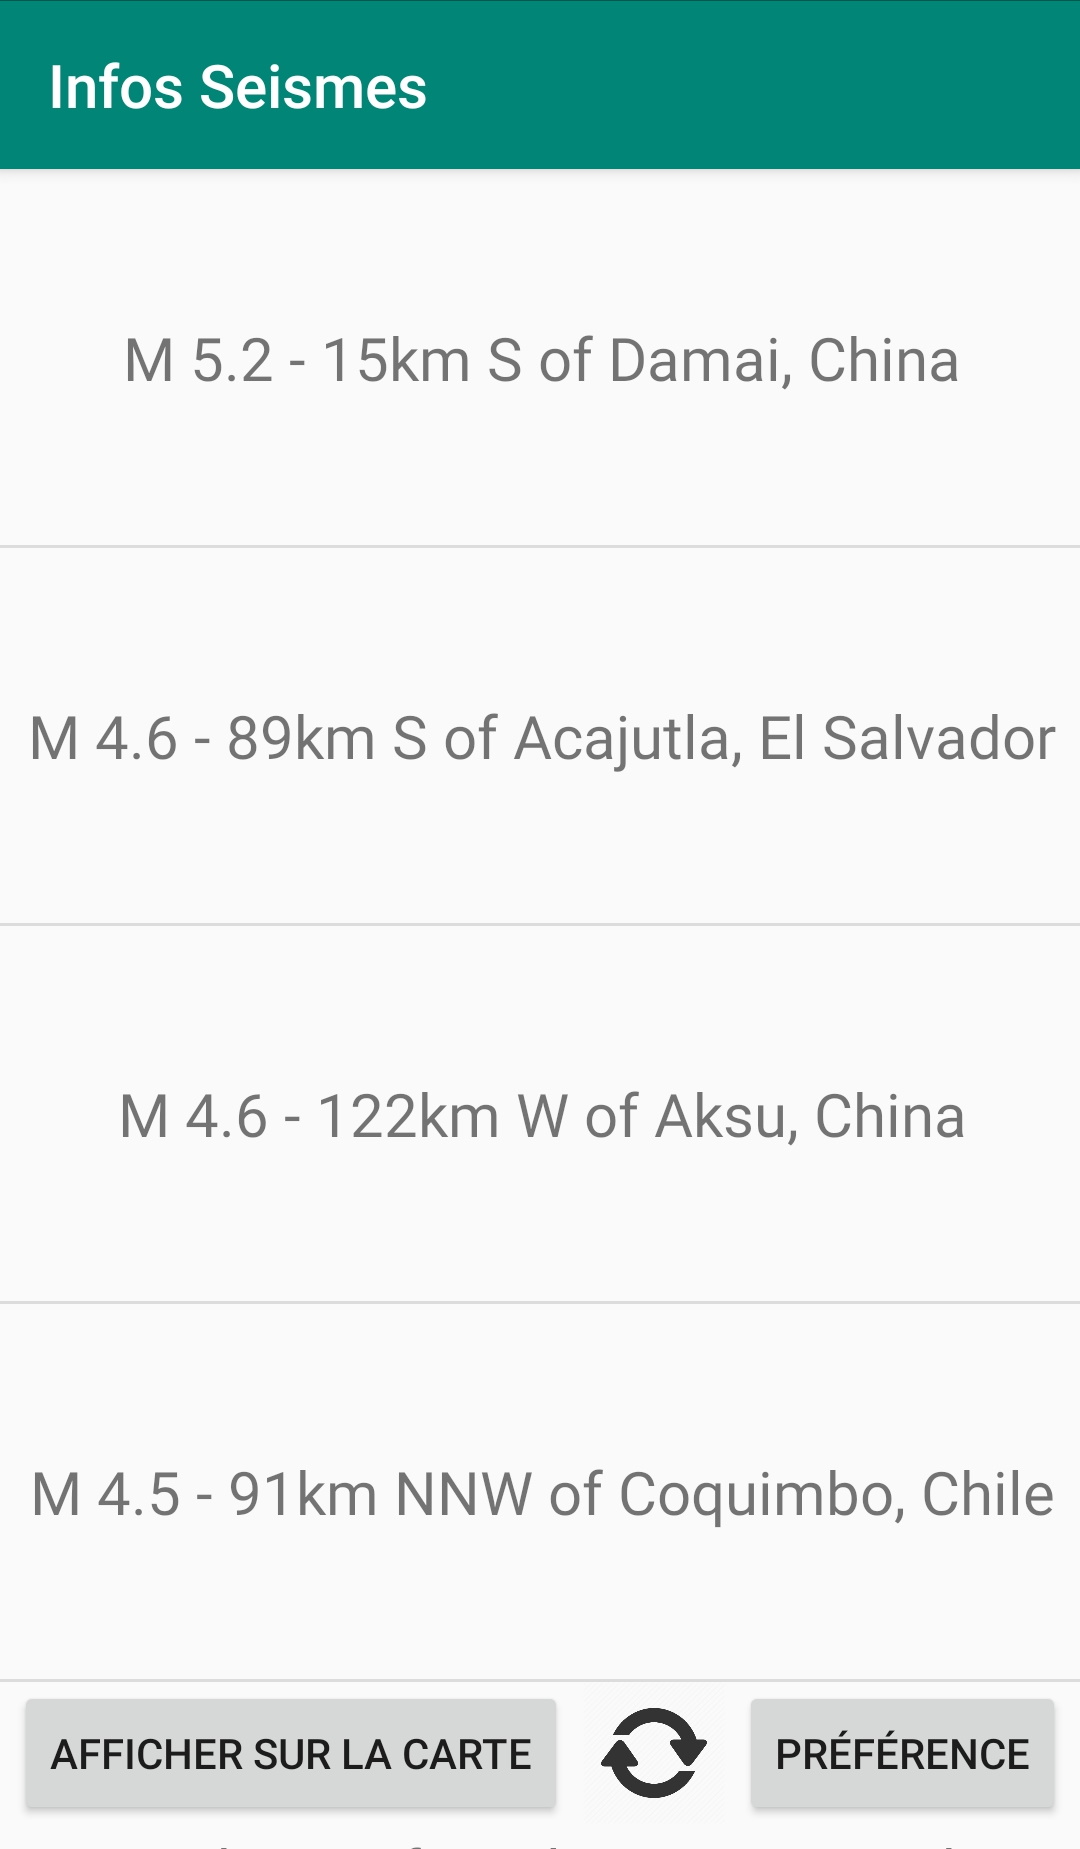 Infos Seismes
M 5.2 - 15km S of Damai, China
M 4.6 - 89km S of Acajutla, El Salvador
M 4.6 - 122km W of Aksu, China
M 4.5 - 91km NNW of Coquimbo, Chile
AFFICHER SUR LA CARTE
PRÉFÉRENCE